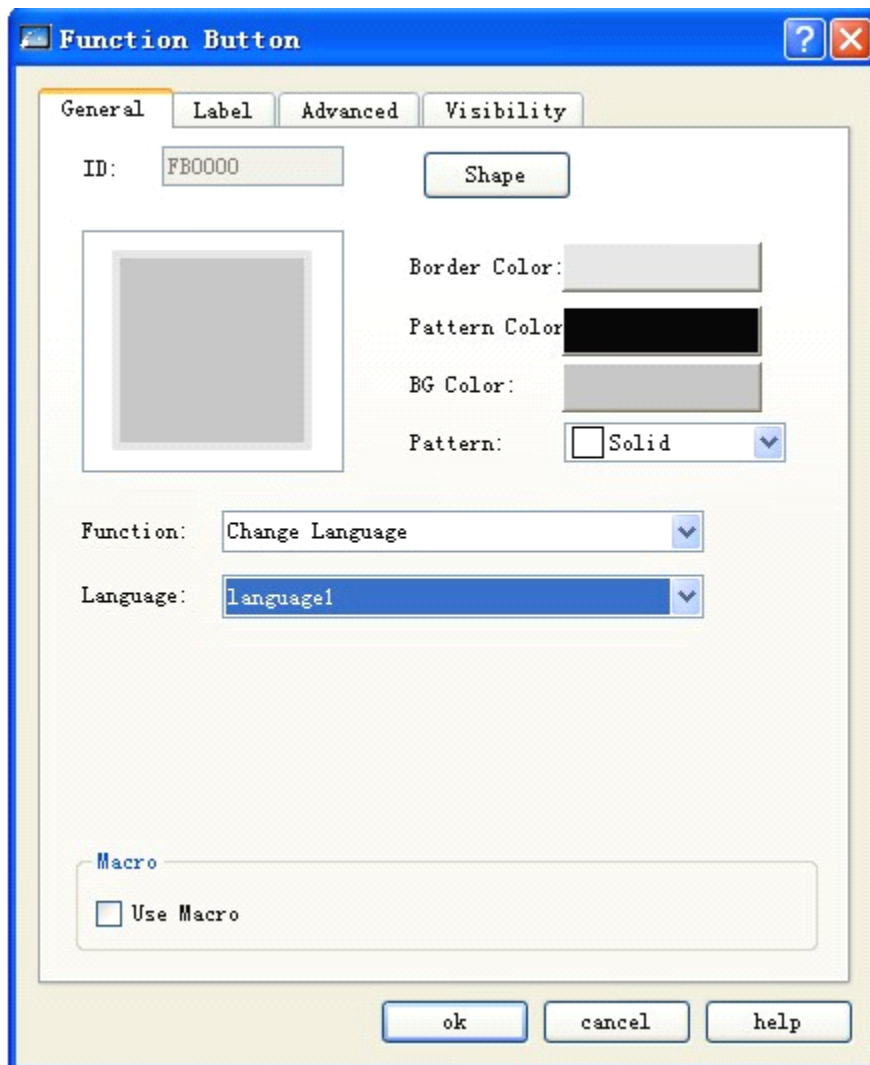 Function Button
General Label Advanced Visibility
ID: FB0000 Shape
Border Color:
Pattern Color
BG Color:
Pattern: Solid
Function: Change Language
Language: language1
Macro
Use Macro
ok cancel help